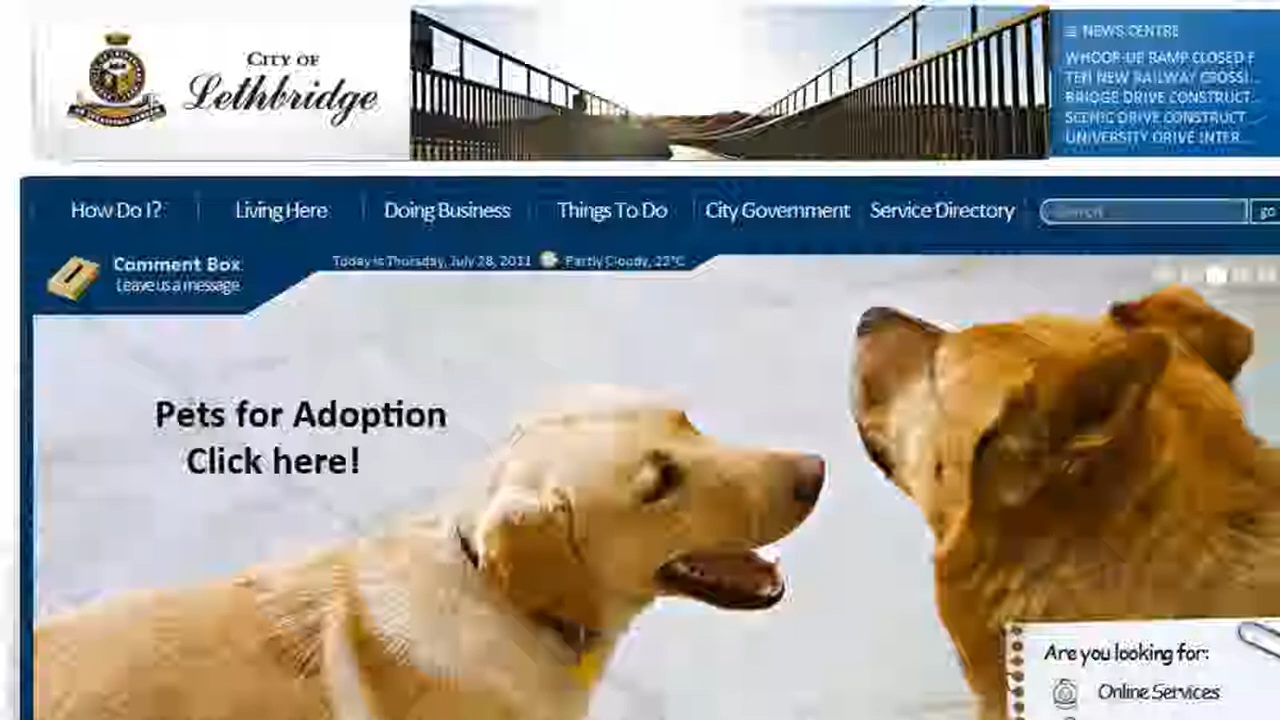 CITY OF
Lethbridge
NEWS CENTRE
WHOOP-UP RAMP CLOSED F
TEN NEW RAILWAY CROSSI...
BRIDGE DRIVE CONSTRUCT...
SCENIC DRIVE CONSTRUCT...
UNIVERSITY DRIVE INTER...
How Do I?
Living Here
Doing Business
Things To Do
City Government
Service Directory
Search
go
Comment Box
Leave us a message
Today is Thursday, July 28, 2011
Partly Cloudy, 23°C
Pets for Adoption
Click here!
Are you looking for:
Online Services